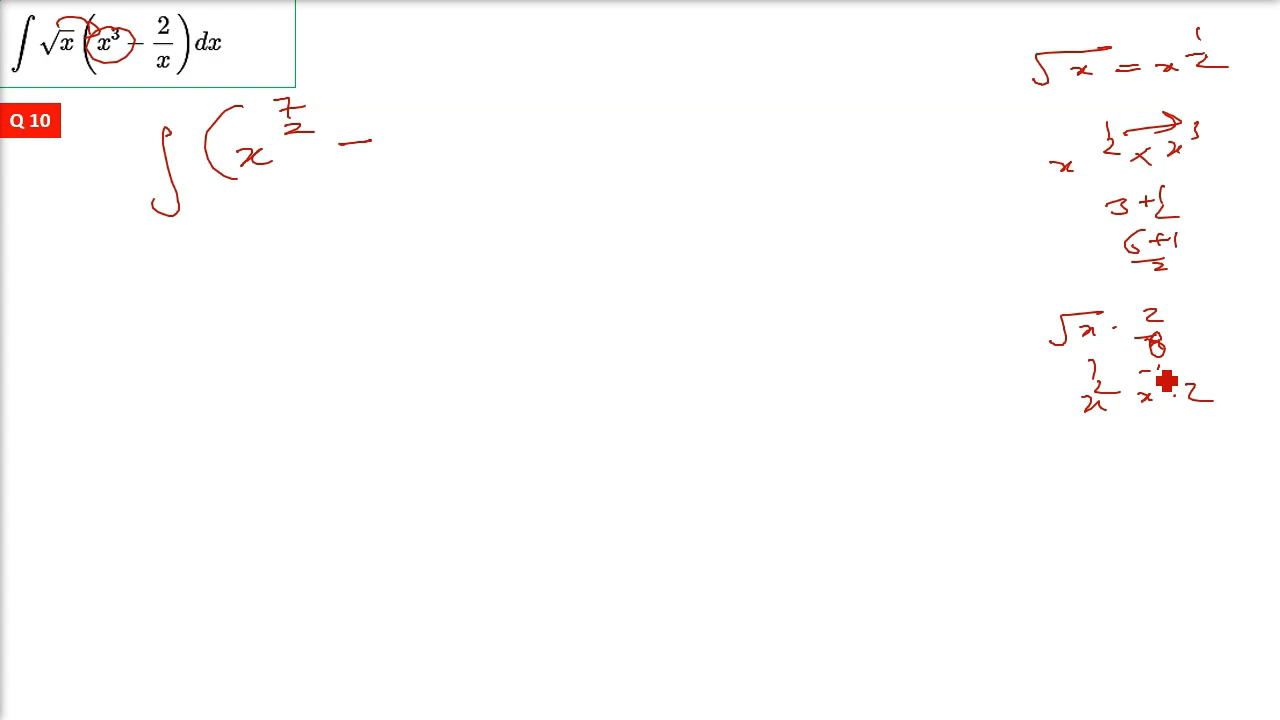 ∫ √x (x³ − 2/x) dx
Q 10
∫ (x^(7/2) −
√x = x^(1/2)
x^(1/2) × x^3
3 + 1/2
6+1/2
√x · 2/x
x^(1/2) x^-1 · 2